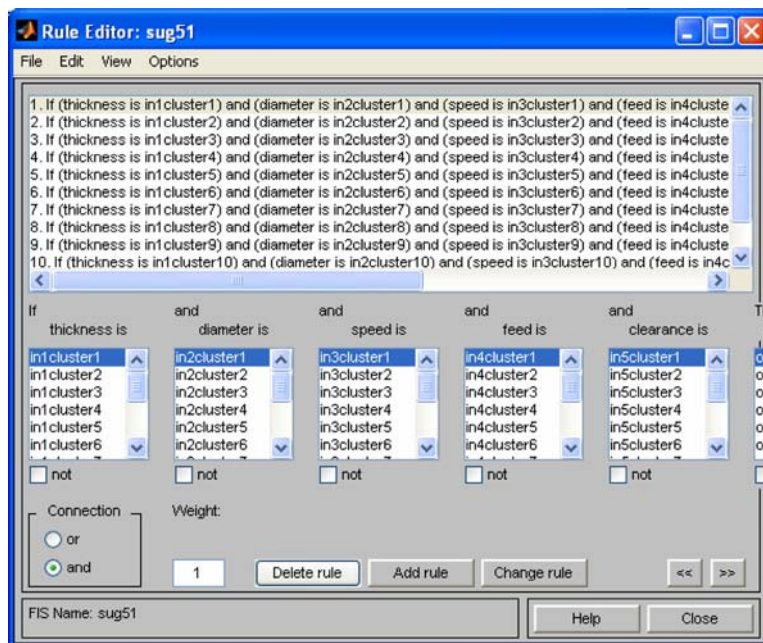 Rule Editor: sug51
File Edit View Options
1. If (thickness is in1cluster1) and (diameter is in2cluster1) and (speed is in3cluster1) and (feed is in4cluste
2. If (thickness is in1cluster2) and (diameter is in2cluster2) and (speed is in3cluster2) and (feed is in4cluste
3. If (thickness is in1cluster3) and (diameter is in2cluster3) and (speed is in3cluster3) and (feed is in4cluste
4. If (thickness is in1cluster4) and (diameter is in2cluster4) and (speed is in3cluster4) and (feed is in4cluste
5. If (thickness is in1cluster5) and (diameter is in2cluster5) and (speed is in3cluster5) and (feed is in4cluste
6. If (thickness is in1cluster6) and (diameter is in2cluster6) and (speed is in3cluster6) and (feed is in4cluste
7. If (thickness is in1cluster7) and (diameter is in2cluster7) and (speed is in3cluster7) and (feed is in4cluste
8. If (thickness is in1cluster8) and (diameter is in2cluster8) and (speed is in3cluster8) and (feed is in4cluste
9. If (thickness is in1cluster9) and (diameter is in2cluster9) and (speed is in3cluster9) and (feed is in4cluste
10. If (thickness is in1cluster10) and (diameter is in2cluster10) and (speed is in3cluster10) and (feed is in4c
If and and and and
thickness is diameter is speed is feed is clearance is
in1cluster1 in2cluster1 in3cluster1 in4cluster1 in5cluster1
in1cluster2 in2cluster2 in3cluster2 in4cluster2 in5cluster2
in1cluster3 in2cluster3 in3cluster3 in4cluster3 in5cluster3
in1cluster4 in2cluster4 in3cluster4 in4cluster4 in5cluster4
in1cluster5 in2cluster5 in3cluster5 in4cluster5 in5cluster5
in1cluster6 in2cluster6 in3cluster6 in4cluster6 in5cluster6
not not not not not
Connection Weight:
or
and 1 Delete rule Add rule Change rule << >>
FIS Name: sug51 Help Close